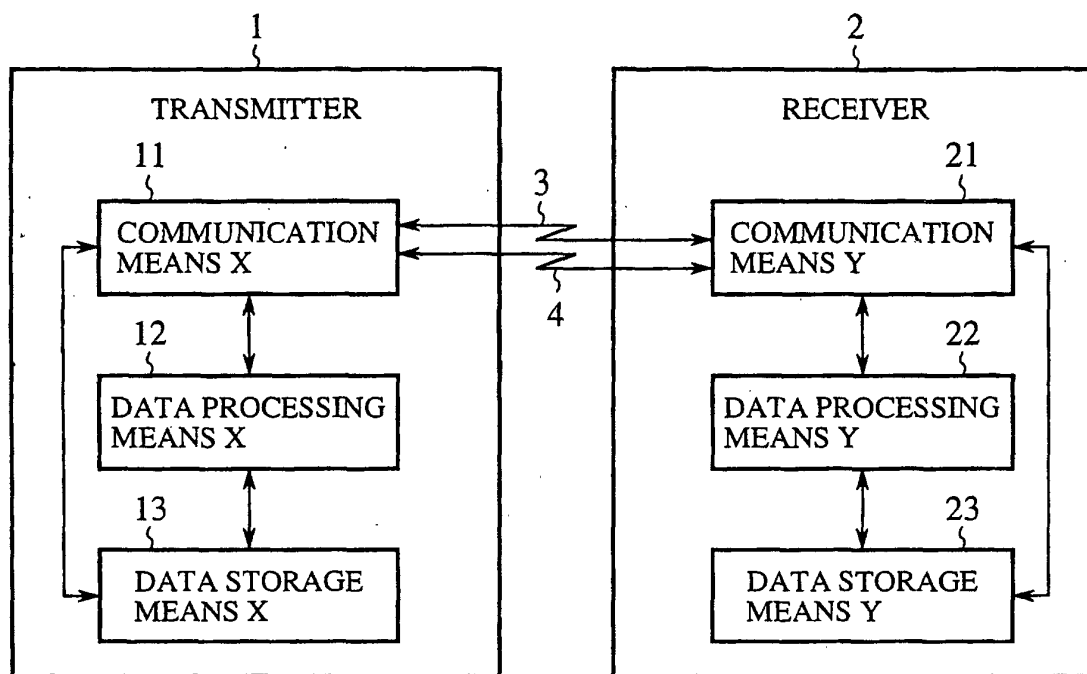 1
TRANSMITTER
11
COMMUNICATION
MEANS X
12
DATA PROCESSING
MEANS X
13
DATA STORAGE
MEANS X
3
4
2
RECEIVER
21
COMMUNICATION
MEANS Y
22
DATA PROCESSING
MEANS Y
23
DATA STORAGE
MEANS Y